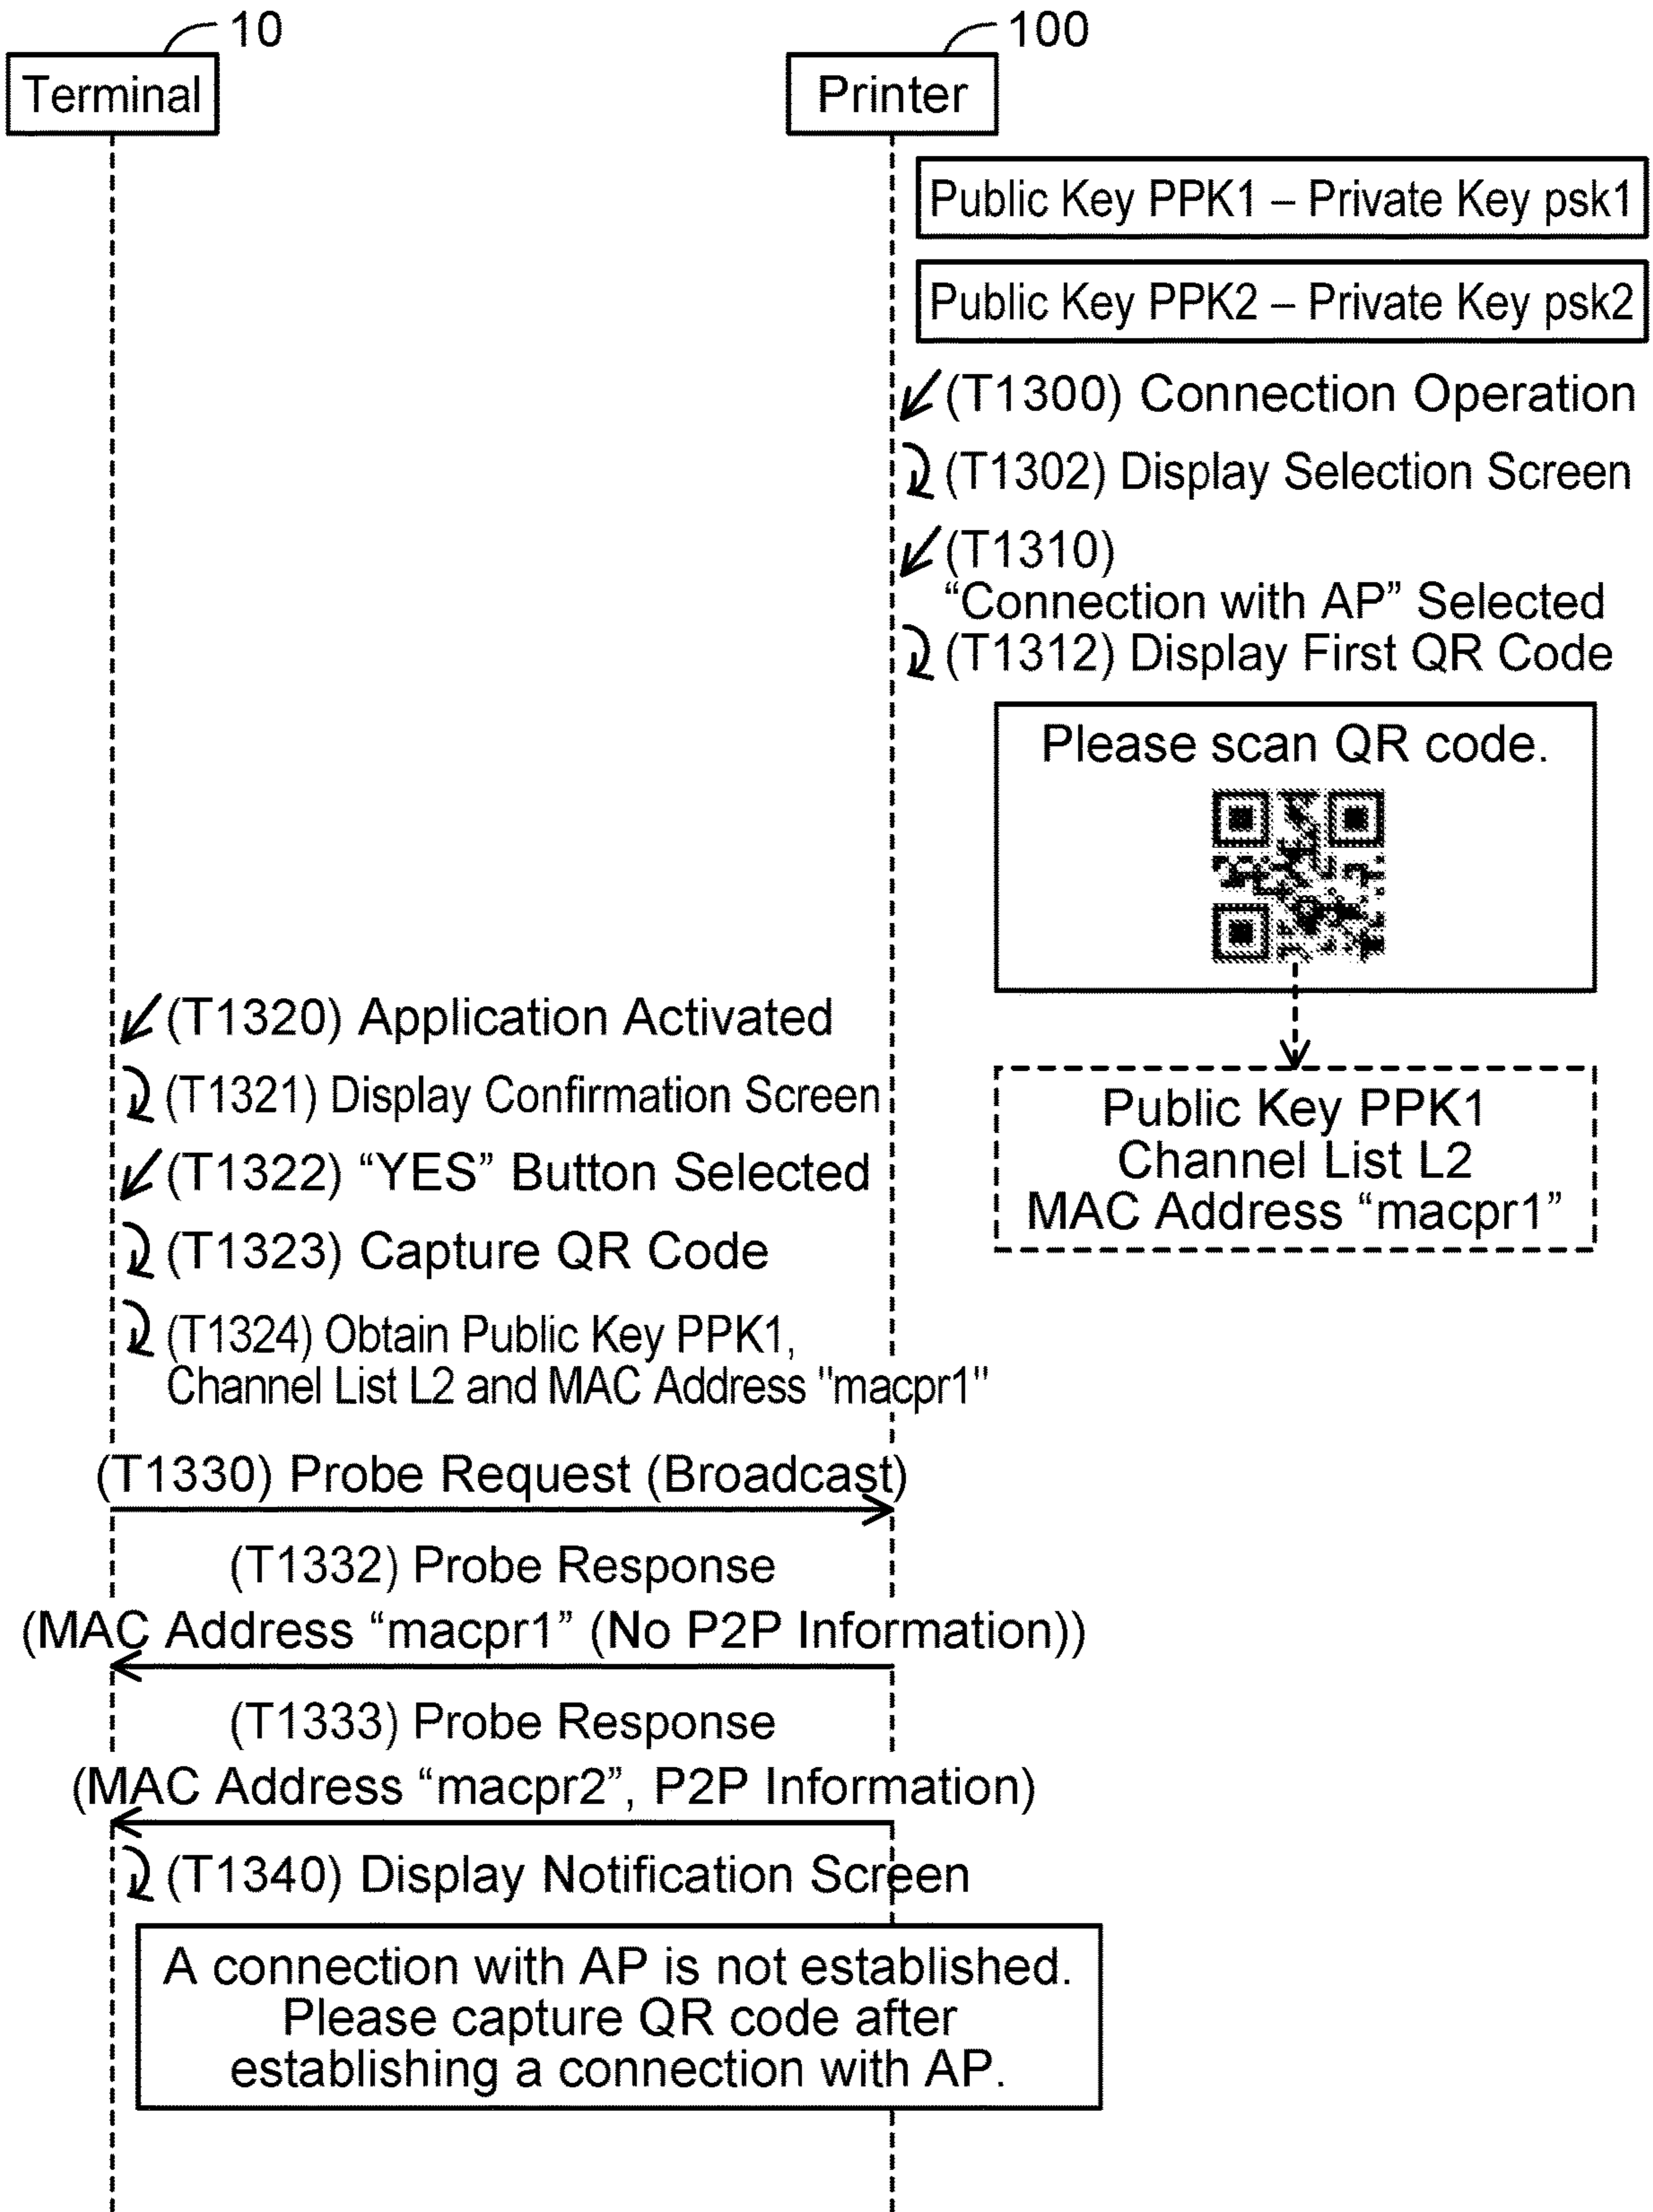 10
100
Terminal
Printer
Public Key PPK1 – Private Key psk1
Public Key PPK2 – Private Key psk2
(T1300) Connection Operation
(T1302) Display Selection Screen
(T1310)
“Connection with AP” Selected
(T1312) Display First QR Code
Please scan QR code.
(T1320) Application Activated
(T1321) Display Confirmation Screen
(T1322) “YES” Button Selected
(T1323) Capture QR Code
(T1324) Obtain Public Key PPK1,
Channel List L2 and MAC Address "macpr1"
Public Key PPK1
Channel List L2
MAC Address “macpr1”
(T1330) Probe Request (Broadcast)
(T1332) Probe Response
(MAC Address “macpr1” (No P2P Information))
(T1333) Probe Response
(MAC Address “macpr2”, P2P Information)
(T1340) Display Notification Screen
A connection with AP is not established.
Please capture QR code after
establishing a connection with AP.